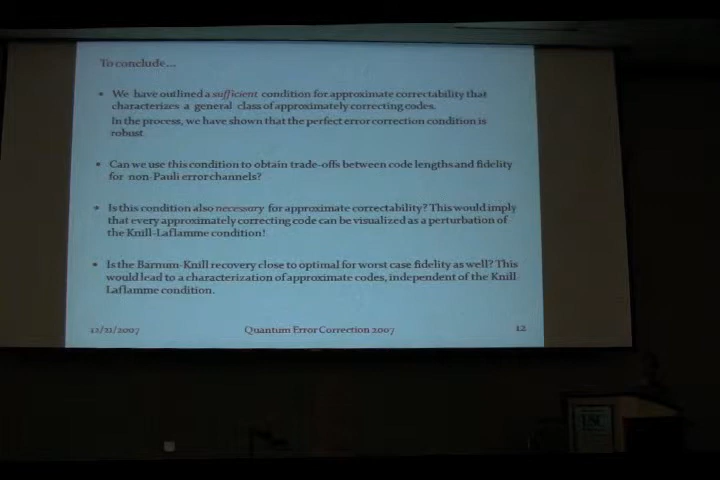 To conclude...
• We have outlined a sufficient condition for approximate correctability that
characterizes a general class of approximately correcting codes.
In the process, we have shown that the perfect error correction condition is
robust
• Can we use this condition to obtain trade-offs between code lengths and fidelity
for non-Pauli error channels?
• Is this condition also necessary for approximate correctability? This would imply
that every approximately correcting code can be visualized as a perturbation of
the Knill-Laflamme condition!
• Is the Barnum-Knill recovery close to optimal for worst case fidelity as well? This
would lead to a characterization of approximate codes, independent of the Knill
Laflamme condition.
12/21/2007 Quantum Error Correction 2007 12
USC